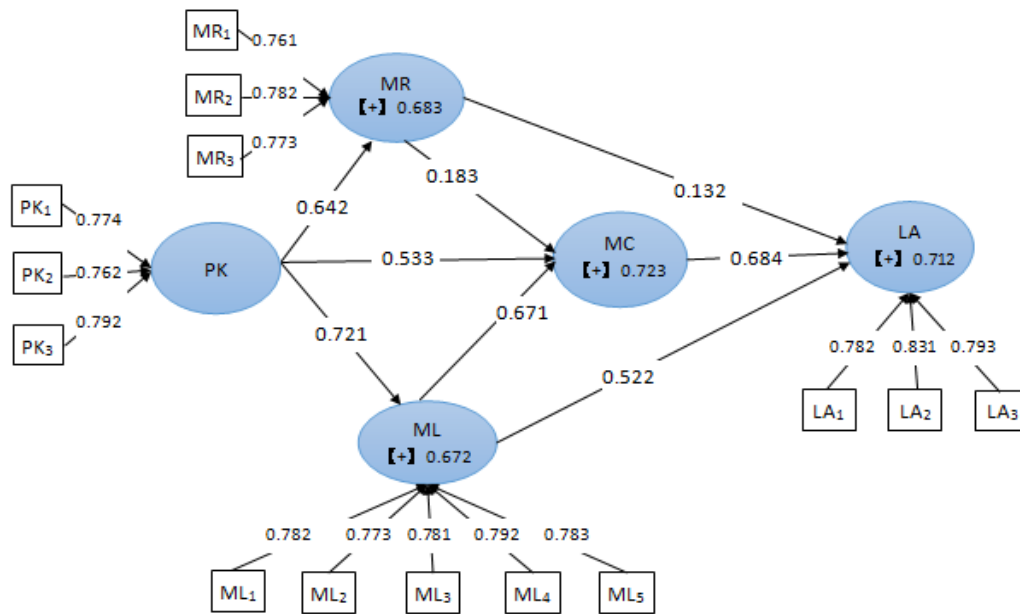 MR₁
0.761
MR₂
0.782
MR₃
0.773
MR
【+】 0.683
PK₁
0.774
PK₂
0.762
PK₃
0.792
PK
0.642
0.183
0.132
0.533
MC
【+】 0.723
0.684
LA
【+】 0.712
0.721
0.671
0.522
0.782
0.831
0.793
LA₁
LA₂
LA₃
ML
【+】 0.672
0.782
0.773
0.781
0.792
0.783
ML₁
ML₂
ML₃
ML₄
ML₅